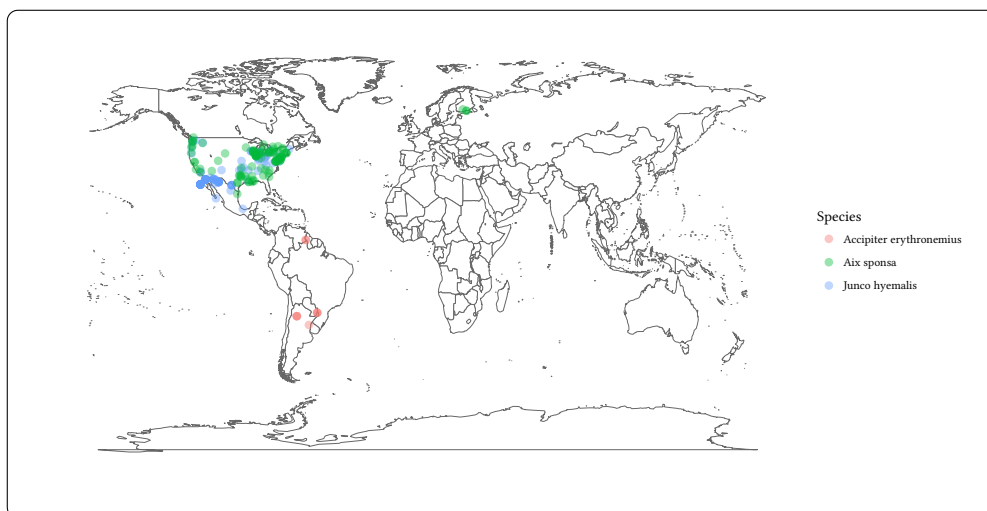 Species
Accipiter erythronemius
Aix sponsa
Junco hyemalis